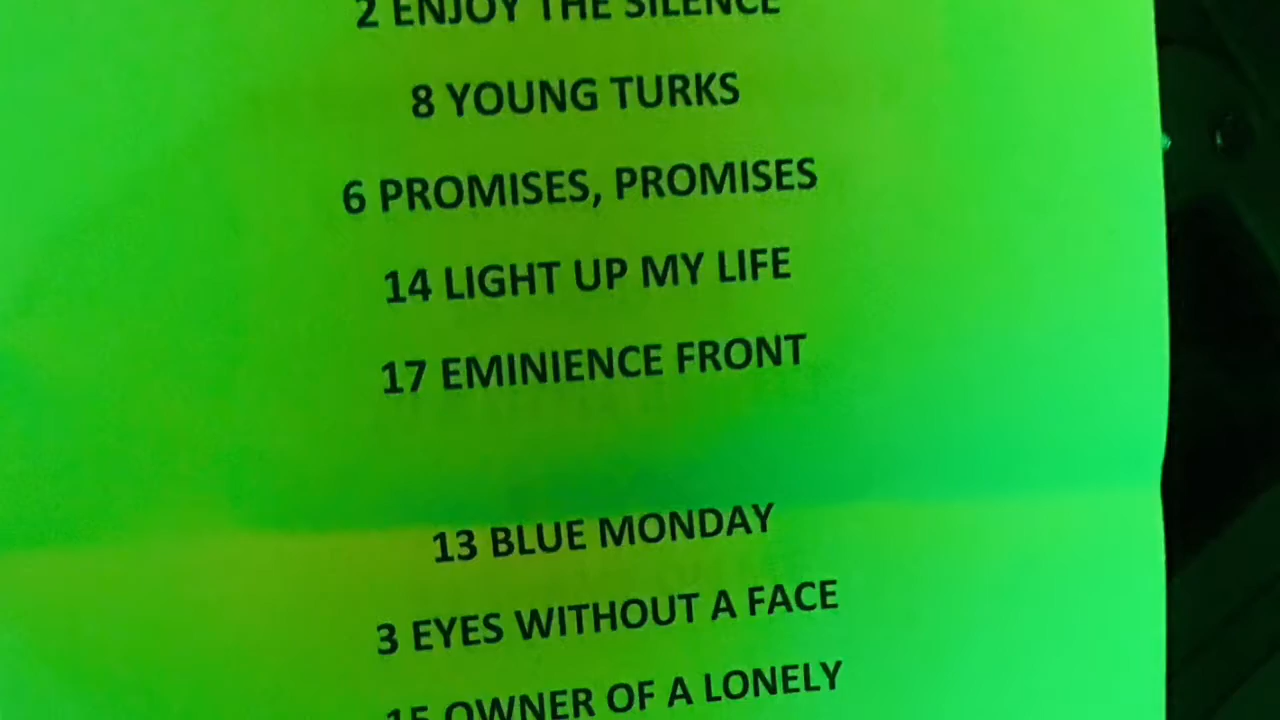 2 ENJOY THE SILENCE
8 YOUNG TURKS
6 PROMISES, PROMISES
14 LIGHT UP MY LIFE
17 EMINIENCE FRONT
13 BLUE MONDAY
3 EYES WITHOUT A FACE
15 OWNER OF A LONELY